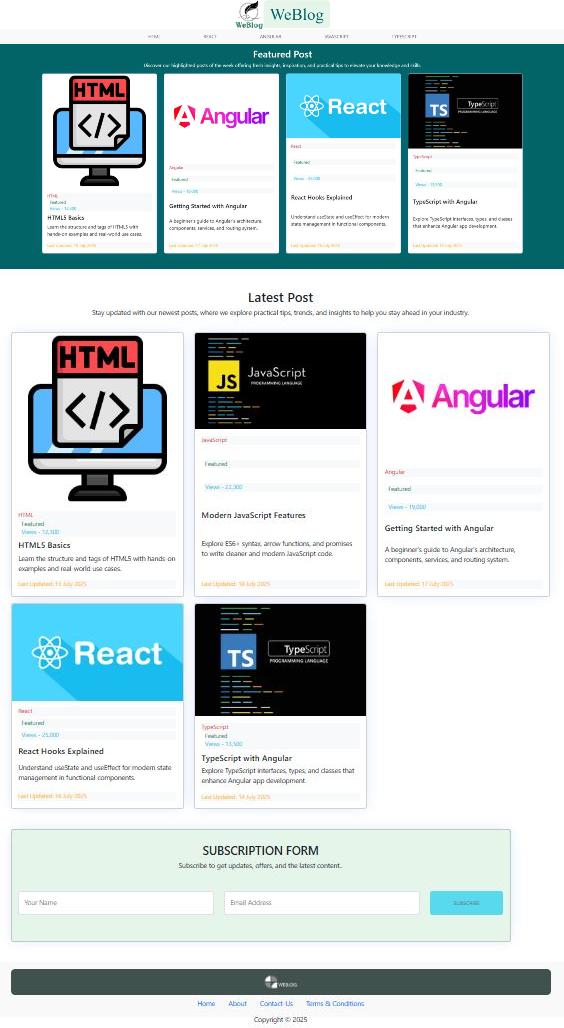 WeBlog
WeBlog
HTML REACT ANGULAR JAVASCRIPT TYPESCRIPT
Featured Post
Discover our highlighted posts of the week offering fresh insights, inspiration, and practical tips to elevate your knowledge and skills.
HTML
</>
HTML
Featured
Views - 12,300
HTML5 Basics
Learn the structure and tags of HTML5 with
hands-on examples and real-world use cases.
Last Updated: 15 July 2025
Angular
Angular
Featured
Views - 19,000
Getting Started with Angular
A beginner's guide to Angular's architecture,
components, services, and routing system.
Last Updated: 17 July 2025
React
React
Featured
Views - 25,000
React Hooks Explained
Understand useState and useEffect for modern
state management in functional components.
Last Updated: 16 July 2025
TS
TypeScript
PROGRAMMING LANGUAGE
TypeScript
Featured
Views - 13,500
TypeScript with Angular
Explore TypeScript interfaces, types, and classes
that enhance Angular app development.
Last Updated: 14 July 2025
Latest Post
Stay updated with our newest posts, where we explore practical tips, trends, and insights to help you stay ahead in your industry.
HTML
</>
HTML
Featured
Views - 12,300
HTML5 Basics
Learn the structure and tags of HTML5 with hands-on
examples and real-world use cases.
Last Updated: 15 July 2025
JS
JavaScript
PROGRAMMING LANGUAGE
JavaScript
Featured
Views - 22,300
Modern JavaScript Features
Explore ES6+ syntax, arrow functions, and promises
to write cleaner and modern JavaScript code.
Last Updated: 18 July 2025
Angular
Angular
Featured
Views - 19,000
Getting Started with Angular
A beginner's guide to Angular's architecture,
components, services, and routing system.
Last Updated: 17 July 2025
React
React
Featured
Views - 25,000
React Hooks Explained
Understand useState and useEffect for modern state
management in functional components.
Last Updated: 16 July 2025
TS
TypeScript
PROGRAMMING LANGUAGE
TypeScript
Featured
Views - 13,500
TypeScript with Angular
Explore TypeScript interfaces, types, and classes that
enhance Angular app development.
Last Updated: 14 July 2025
SUBSCRIPTION FORM
Subscribe to get updates, offers, and the latest content..
Your Name
Email Address
SUBSCRIBE
WEBLOG
Home About Contact Us Terms & Conditions
Copyright © 2025